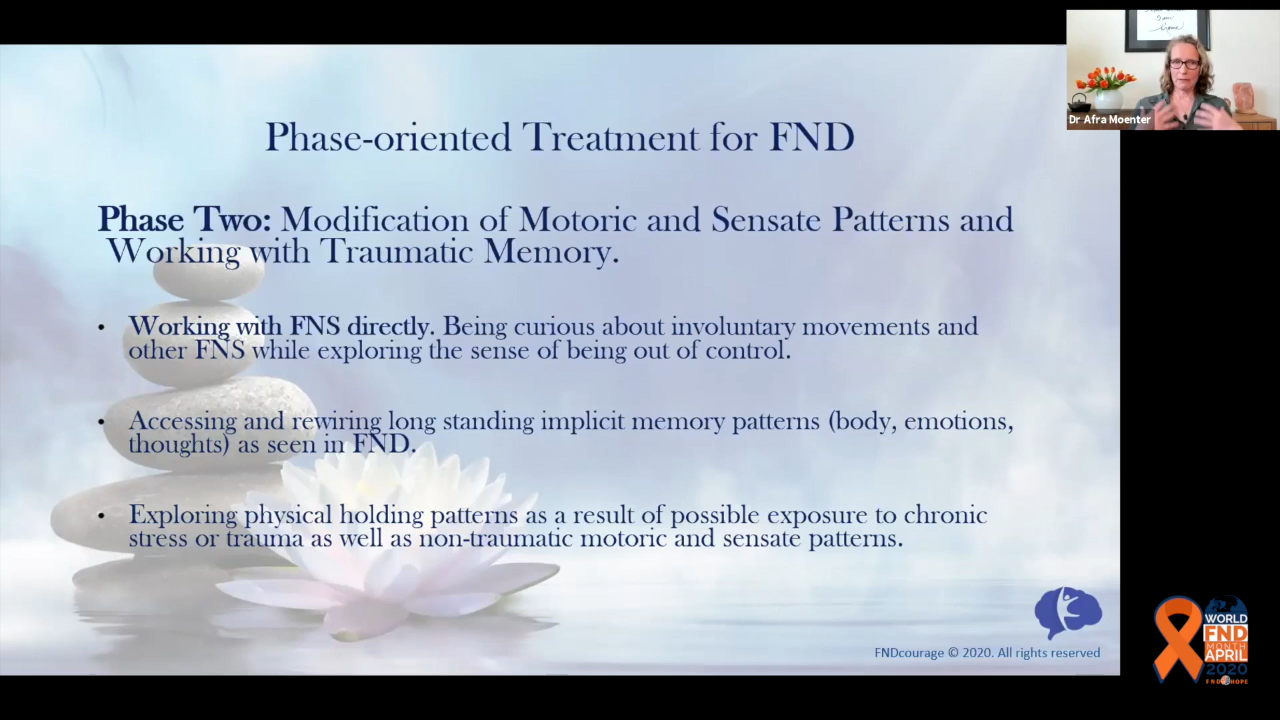 Phase-oriented Treatment for FND
Phase Two: Modification of Motoric and Sensate Patterns and
Working with Traumatic Memory.
• Working with FNS directly. Being curious about involuntary movements and
other FNS while exploring the sense of being out of control.
• Accessing and rewiring long standing implicit memory patterns (body, emotions,
thoughts) as seen in FND.
• Exploring physical holding patterns as a result of possible exposure to chronic
stress or trauma as well as non-traumatic motoric and sensate patterns.
FNDcourage © 2020. All rights reserved
Dr Afra Moenter
WORLD
FND
MONTH
APRIL
2020
FND HOPE